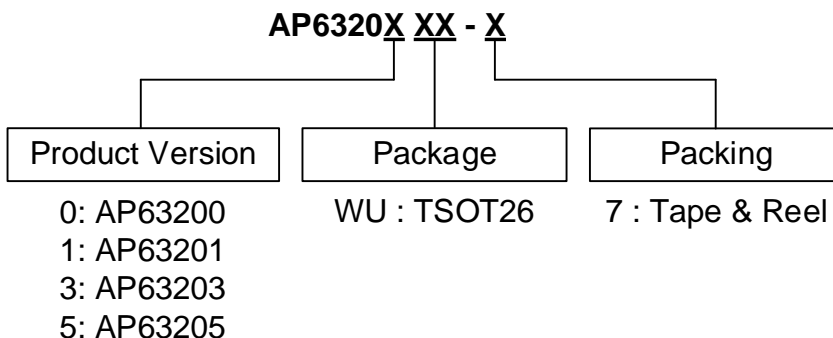 AP6320X XX - X
Product Version
Package
Packing
0: AP63200
1: AP63201
3: AP63203
5: AP63205
WU : TSOT26
7 : Tape & Reel